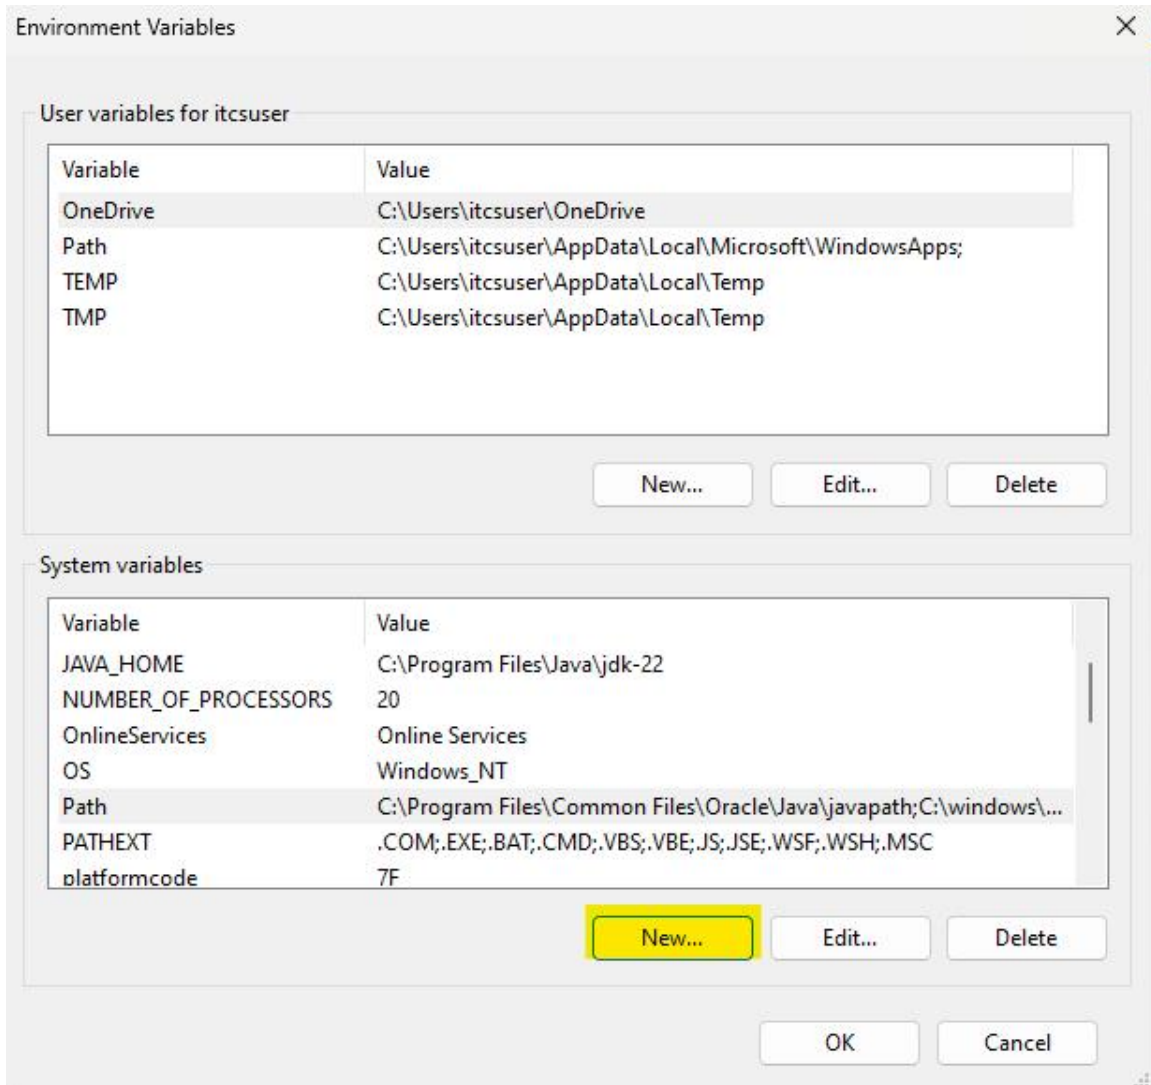 Environment Variables
User variables for itcsuser
Variable Value
OneDrive C:\Users\itcsuser\OneDrive
Path C:\Users\itcsuser\AppData\Local\Microsoft\WindowsApps;
TEMP C:\Users\itcsuser\AppData\Local\Temp
TMP C:\Users\itcsuser\AppData\Local\Temp
New... Edit... Delete
System variables
Variable Value
JAVA_HOME C:\Program Files\Java\jdk-22
NUMBER_OF_PROCESSORS 20
OnlineServices Online Services
OS Windows_NT
Path C:\Program Files\Common Files\Oracle\Java\javapath;C:\windows\...
PATHEXT .COM;.EXE;.BAT;.CMD;.VBS;.VBE;.JS;.JSE;.WSF;.WSH;.MSC
platformcode 7F
New... Edit... Delete
OK Cancel